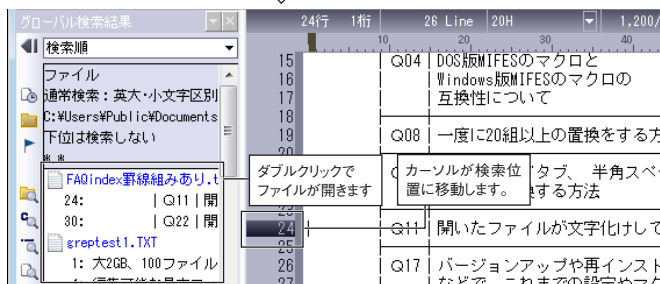 グローバル検索結果
検索順
ファイル
通常検索：英大・小文字区別
C:¥Users¥Public¥Documents
下位は検索しない
*.*
FAQindex罫線組みあり.t
24: | Q11 | 開
30: | Q22 | 開
greptest1.TXT
1: 大2GB、100ファイル
ダブルクリックで
ファイルが開きます
24行 1桁 26 Line 20H 1,200/
10 20 30 40
15 Q04 DOS版MIFESのマクロと
16 Windows版MIFESのマクロの
17 互換性について
18
19 Q08 一度に20組以上の置換をする方
カーソルが検索位
置に移動します。
タブ、 半角スペ
する方法
23
24 Q11 開いたファイルが文字化けして
25
26 Q17 バージョンアップや再インスト
27